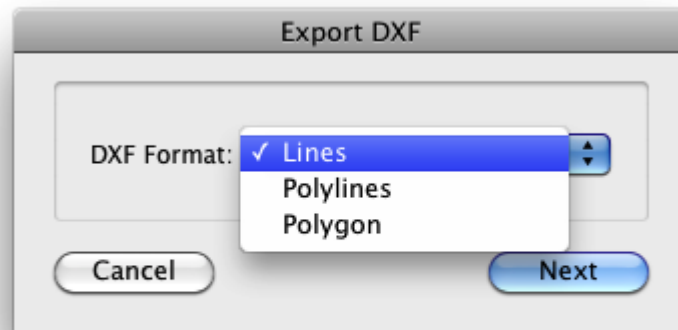 Export DXF
DXF Format: ✓ Lines
Polylines
Polygon
Cancel Next